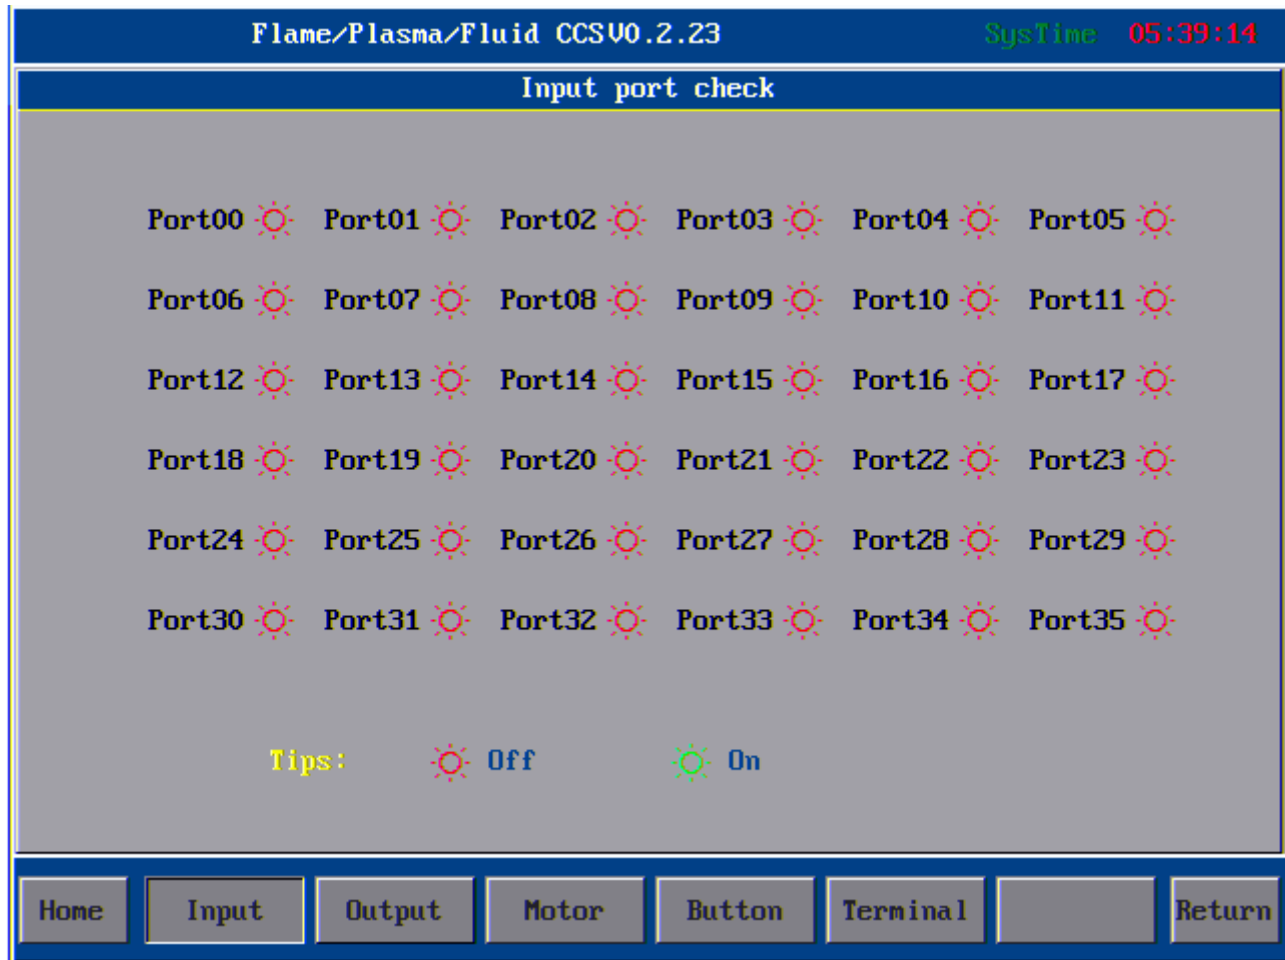 Flame/Plasma/Fluid CCSV0.2.23 SysTime 05:39:14
Input port check
Port00 Port01 Port02 Port03 Port04 Port05
Port06 Port07 Port08 Port09 Port10 Port11
Port12 Port13 Port14 Port15 Port16 Port17
Port18 Port19 Port20 Port21 Port22 Port23
Port24 Port25 Port26 Port27 Port28 Port29
Port30 Port31 Port32 Port33 Port34 Port35
Tips: Off On
Home Input Output Motor Button Terminal Return